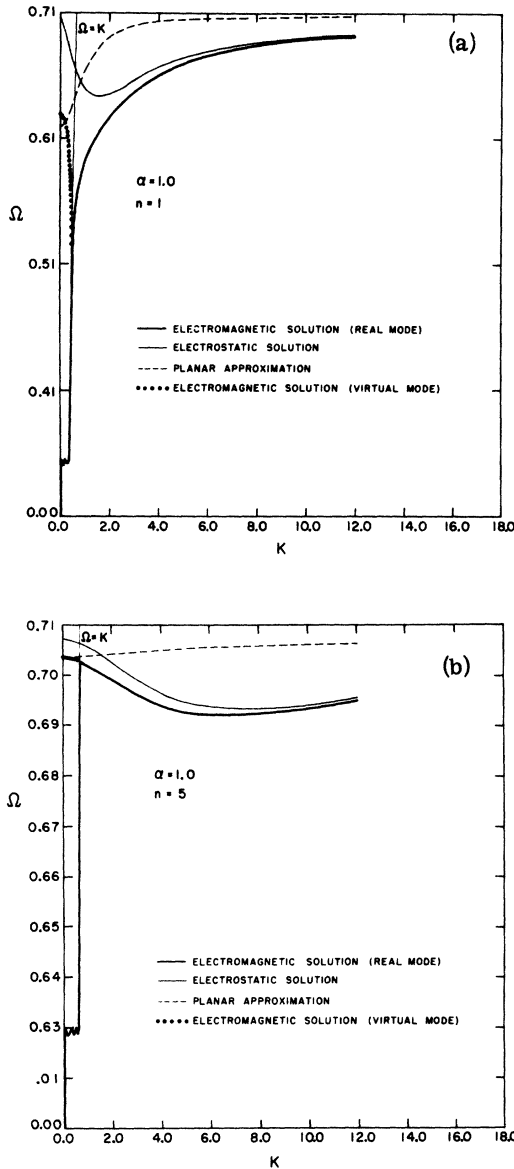 0.71
Ω=K
(a)
0.61
α=1.0
n=1
Ω
0.51
ELECTROMAGNETIC SOLUTION (REAL MODE)
ELECTROSTATIC SOLUTION
0.41
PLANAR APPROXIMATION
ELECTROMAGNETIC SOLUTION (VIRTUAL MODE)
0.00
0.0 2.0 4.0 6.0 8.0 10.0 12.0 14.0 16.0 18.0
K
0.71
Ω=K
(b)
0.70
0.69
α=1.0
0.68
n=5
Ω
0.67
0.66
0.65
ELECTROMAGNETIC SOLUTION (REAL MODE)
0.64
ELECTROSTATIC SOLUTION
PLANAR APPROXIMATION
0.63
ELECTROMAGNETIC SOLUTION (VIRTUAL MODE)
.01
0.00
0.0 2.0 4.0 6.0 8.0 10.0 12.0 14.0 16.0 18.0
K